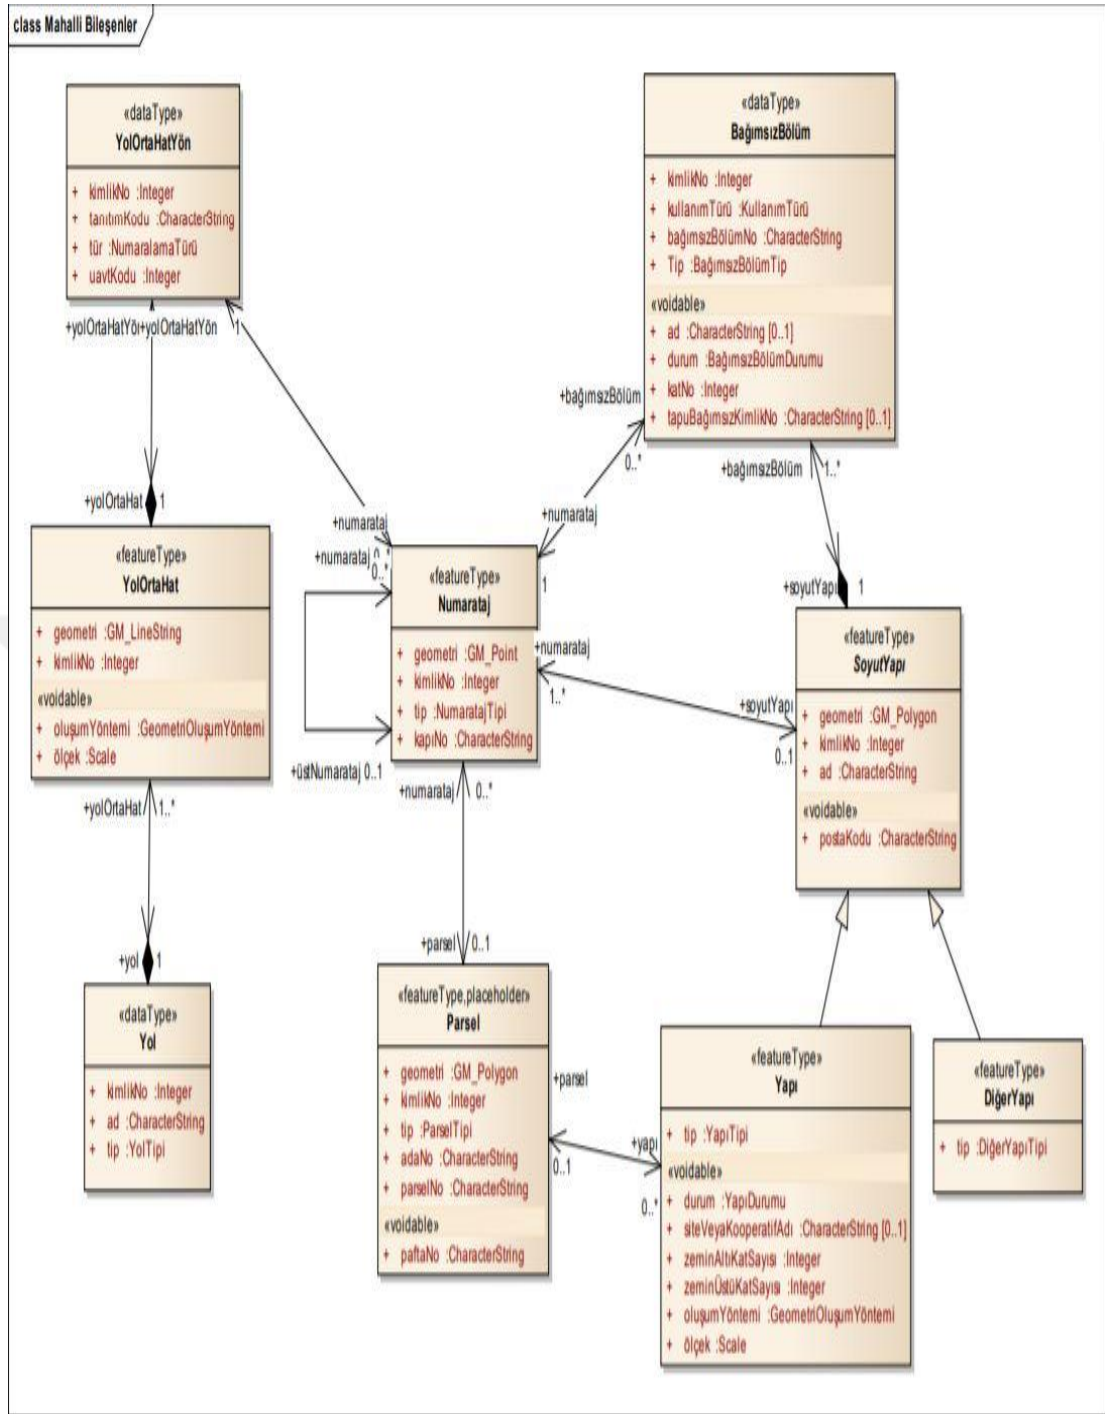 class Mahalli Bileşenler
«dataType»
YolOrtaHatYön
+ kimlikNo :Integer
+ tanıtımKodu :CharacterString
+ tür :NumaralamaTürü
+ uavtKodu :Integer
+yolOrtaHatYön+yolOrtaHatYön
1
«dataType»
BağımsızBölüm
+ kimlikNo :Integer
+ kullanımTürü :KullanımTürü
+ bağımsızBölümNo :CharacterString
+ Tip :BağımsızBölümTip
«voidable»
+ ad :CharacterString [0..1]
+ durum :BağımsızBölümDurumu
+ katNo :Integer
+ tapuBağımsızKimlikNo :CharacterString [0..1]
+bağımsızBölüm
0..*
+bağımsızBölüm 1..*
+yolOrtaHat 1
«featureType»
YolOrtaHat
+ geometri :GM_LineString
+ kimlikNo :Integer
«voidable»
+ oluşumYöntemi :GeometriOluşumYöntemi
+ ölçek :Scale
+yolOrtaHat 1..*
+numarataj
0..*
+numarataj
0..*
+numarataj
1
«featureType»
Numarataj
+ geometri :GM_Point
+ kimlikNo :Integer
+ tip :NumaratajTipi
+ kapıNo :CharacterString
+üstNumarataj 0..1
+numarataj 0..*
+numarataj
1..*
+soyutYapı
0..1
+soyutYapı 1
«featureType»
SoyutYapı
+ geometri :GM_Polygon
+ kimlikNo :Integer
+ ad :CharacterString
«voidable»
+ postaKodu :CharacterString
+yol 1
«dataType»
Yol
+ kimlikNo :Integer
+ ad :CharacterString
+ tip :YolTipi
+parsel 0..1
«featureType,placeholder»
Parsel
+ geometri :GM_Polygon
+ kimlikNo :Integer
+ tip :ParselTipi
+ adaNo :CharacterString
+ parselNo :CharacterString
«voidable»
+ paftaNo :CharacterString
+parsel
0..1
+yapı
0..*
«featureType»
Yapı
+ tip :YapıTipi
«voidable»
+ durum :YapıDurumu
+ siteVeyaKooperatifAdı :CharacterString [0..1]
+ zeminAltıKatSayısı :Integer
+ zeminÜstüKatSayısı :Integer
+ oluşumYöntemi :GeometriOluşumYöntemi
+ ölçek :Scale
«featureType»
DiğerYapı
+ tip :DiğerYapıTipi